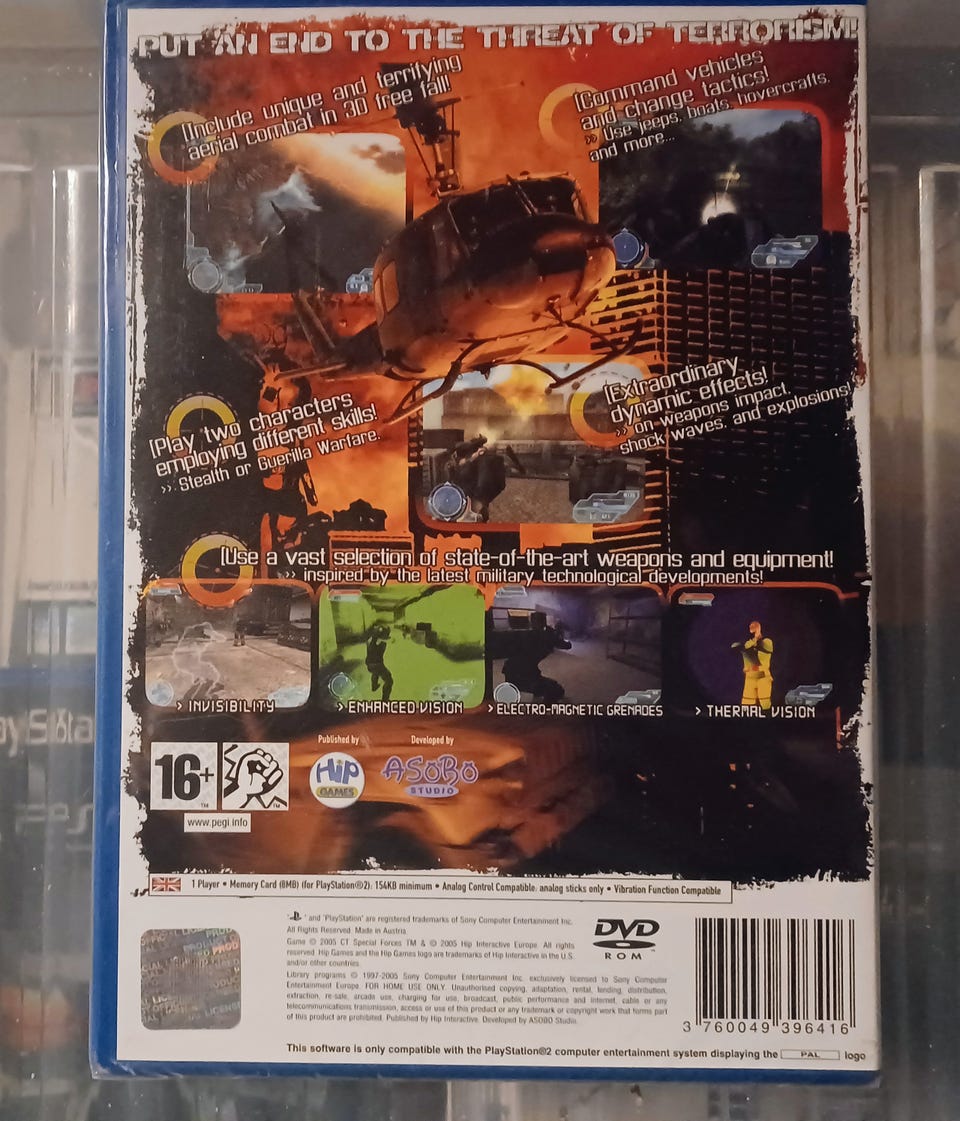 PUT AN END TO THE THREAT OF TERRORISM!
[Include unique and terrifying
aerial combat in 3D free fall!
[Command vehicles
and change tactics!
>> Use jeeps, boats, hovercrafts,
and more...
[Play two characters
employing different skills!
>> Stealth or Guerilla Warfare.
[Extraordinary
dynamic effects!
>> on weapons impact,
shock waves, and explosions!
[Use a vast selection of state-of-the-art weapons and equipment!
>> inspired by the latest military technological developments!
> INVISIBILITY
> ENHANCED VISION
> ELECTRO-MAGNETIC GRENADES
> THERMAL VISION
16+
www.pegi.info
Published by
HiP
GAMES
Developed by
ASOBO
STUDIO
1 Player • Memory Card (8MB) (for PlayStation®2): 154KB minimum • Analog Control Compatible: analog sticks only • Vibration Function Compatible
" " and "PlayStation" are registered trademarks of Sony Computer Entertainment Inc.
All Rights Reserved. Made in Austria.
Game © 2005 CT Special Forces TM & © 2005 Hip Interactive Europe. All rights
reserved. Hip Games and the Hip Games logo are trademarks of Hip Interactive in the U.S.
and/or other countries.
Library programs © 1997-2005 Sony Computer Entertainment Inc. exclusively licensed to Sony Computer
Entertainment Europe. FOR HOME USE ONLY. Unauthorised copying, adaptation, rental, lending, distribution,
extraction, re-sale, arcade use, charging for use, broadcast, public performance and internet, cable or any
telecommunications transmission, access or use of this product or any trademark or copyright work that forms part
of this product are prohibited. Published by Hip Interactive. Developed by ASOBO Studio.
DVD
ROM
3 760049 396416
This software is only compatible with the PlayStation®2 computer entertainment system displaying the PAL logo